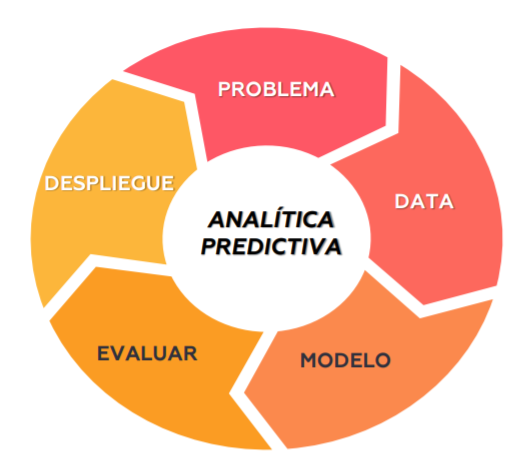 PROBLEMA
DESPLIEGUE
DATA
ANALÍTICA
PREDICTIVA
EVALUAR
MODELO